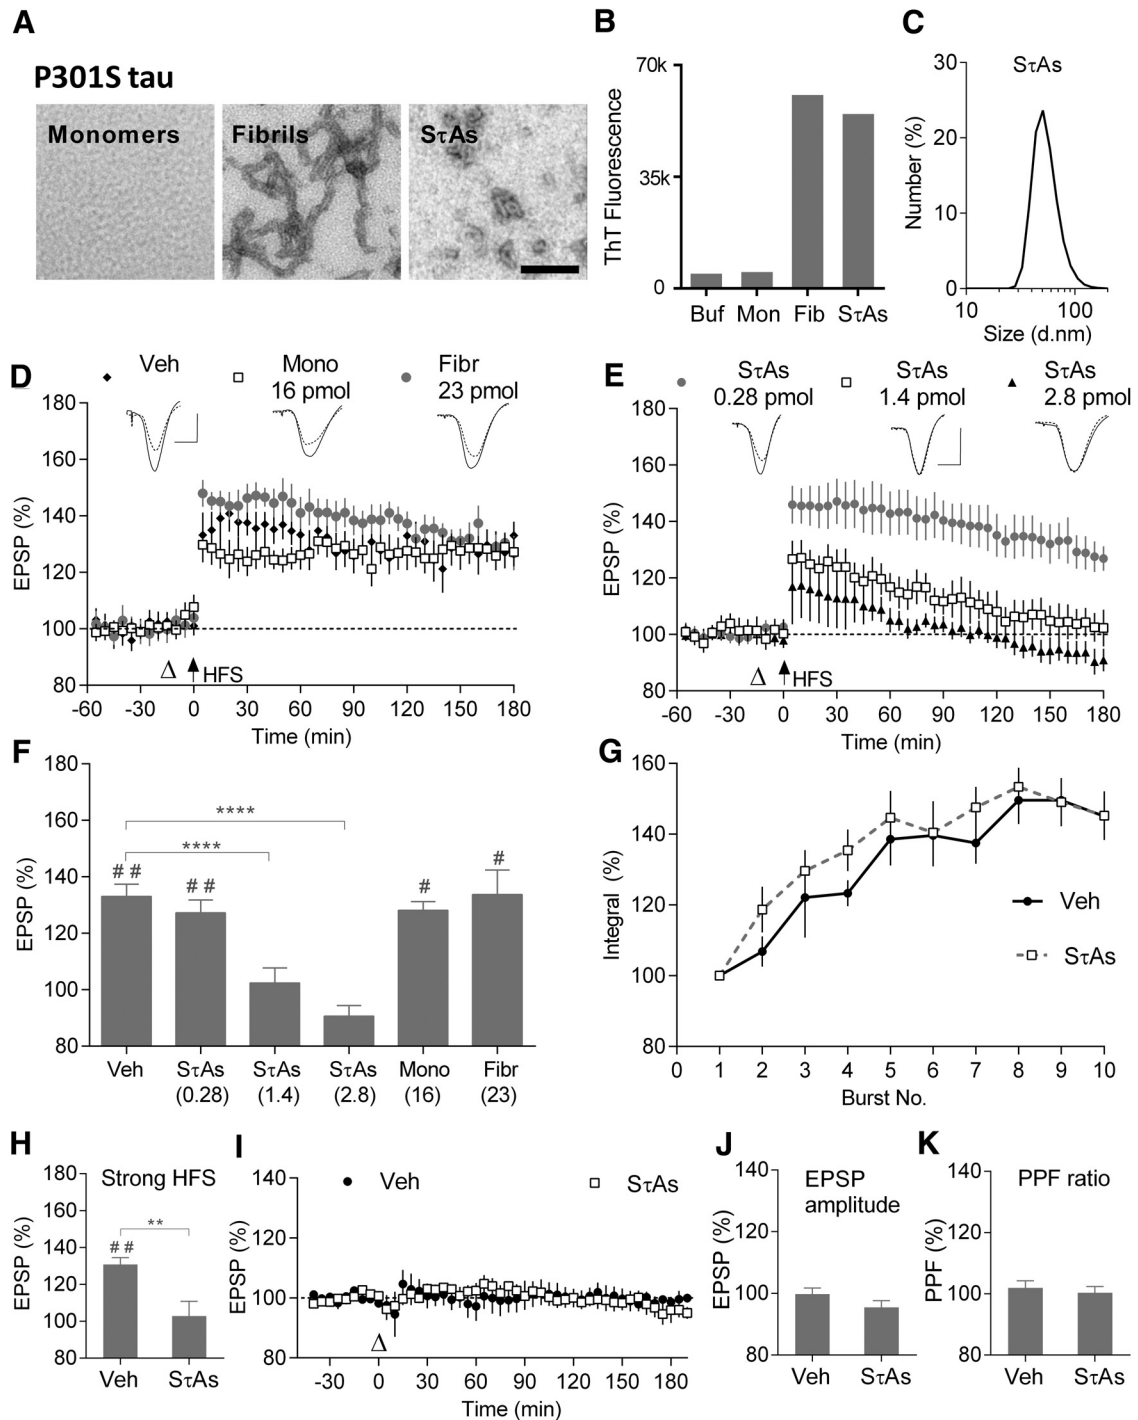 A
P301S tau
Monomers
Fibrils
SτAs
B
70k
35k
0
ThT Fluorescence
Buf Mon Fib SτAs
C
SτAs
30
20
10
0
Number (%)
10 100
Size (d.nm)
D
Veh
Mono
16 pmol
Fibr
23 pmol
180
160
140
120
100
80
EPSP (%)
Δ
HFS
-60 -30 0 30 60 90 120 150 180
Time (min)
E
SτAs
0.28 pmol
SτAs
1.4 pmol
SτAs
2.8 pmol
180
160
140
120
100
80
EPSP (%)
Δ
HFS
-60 -30 0 30 60 90 120 150 180
Time (min)
F
180
160
140
120
100
80
EPSP (%)
****
****
# #
# #
#
#
Veh
SτAs
(0.28)
SτAs
(1.4)
SτAs
(2.8)
Mono
(16)
Fibr
(23)
G
160
140
120
100
80
Integral (%)
Veh
SτAs
0 1 2 3 4 5 6 7 8 9 10
Burst No.
H
Strong HFS
180
160
140
120
100
80
EPSP (%)
**
# #
Veh SτAs
I
Veh
SτAs
140
120
100
80
EPSP (%)
Δ
-30 0 30 60 90 120 150 180
Time (min)
J
EPSP
amplitude
140
120
100
80
EPSP (%)
Veh SτAs
K
PPF ratio
140
120
100
80
PPF (%)
Veh SτAs